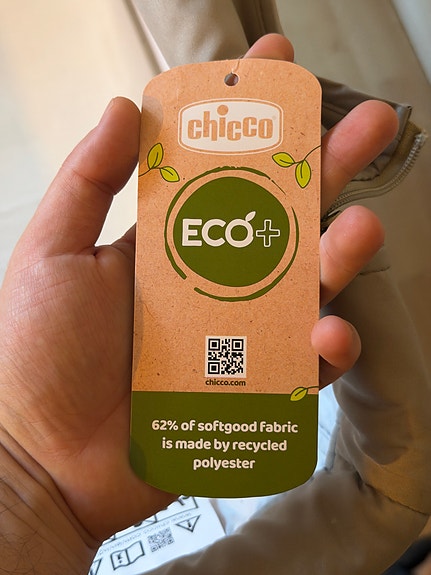 chicco
ECO+
chicco.com
62% of softgood fabric
is made by recycled
polyester